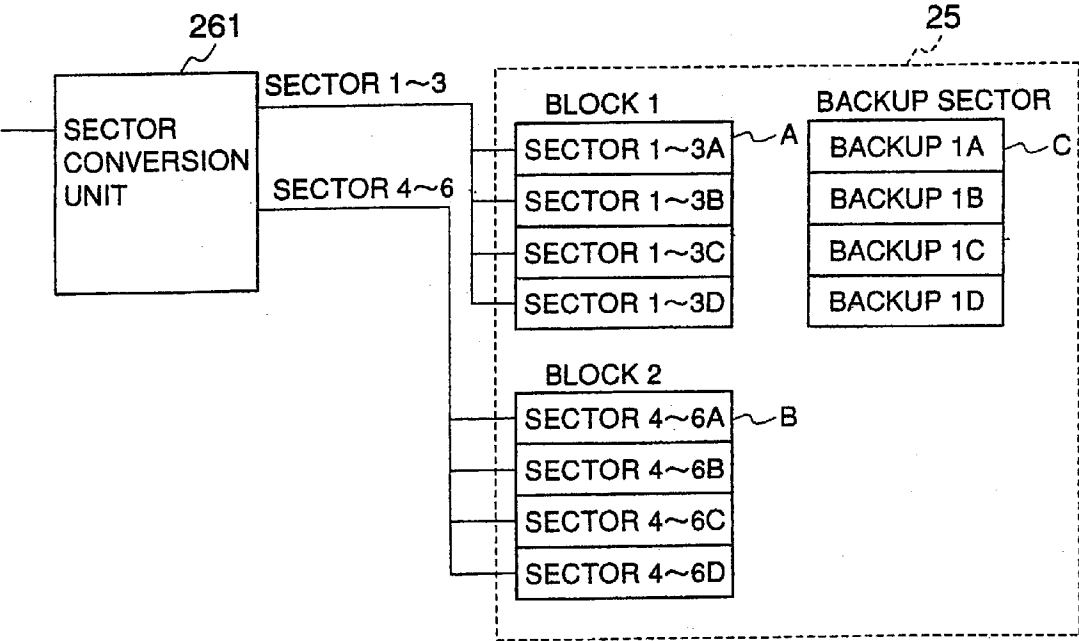 261
25
SECTOR 1~3
SECTOR
CONVERSION
UNIT
SECTOR 4~6
BLOCK 1
SECTOR 1~3A
A
SECTOR 1~3B
SECTOR 1~3C
SECTOR 1~3D
BACKUP SECTOR
BACKUP 1A
C
BACKUP 1B
BACKUP 1C
BACKUP 1D
BLOCK 2
SECTOR 4~6A
B
SECTOR 4~6B
SECTOR 4~6C
SECTOR 4~6D